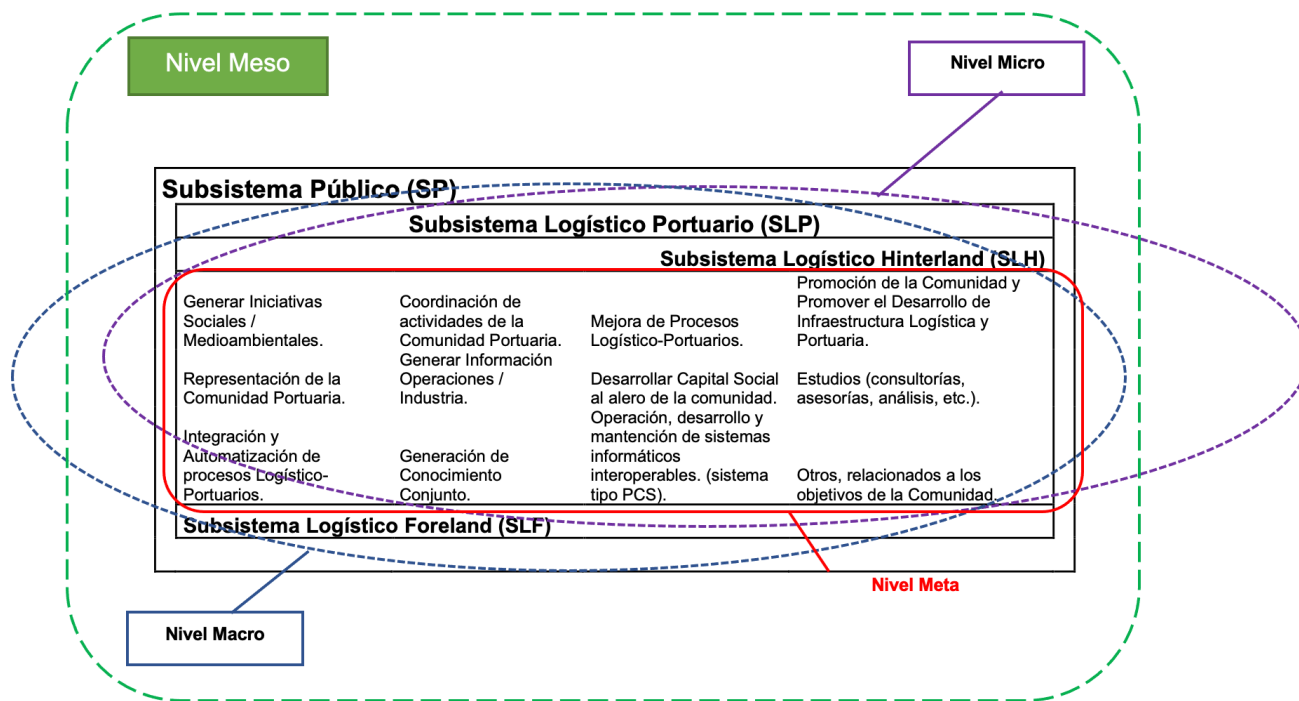 Nivel Meso
Nivel Micro
Subsistema Público (SP)
Subsistema Logístico Portuario (SLP)
Subsistema Logístico Hinterland (SLH)
Generar Iniciativas
Sociales /
Medioambientales.
Coordinación de
actividades de la
Comunidad Portuaria.
Mejora de Procesos
Logístico-Portuarios.
Promoción de la Comunidad y
Promover el Desarrollo de
Infraestructura Logística y
Portuaria.
Representación de la
Comunidad Portuaria.
Generar Información
Operaciones /
Industria.
Desarrollar Capital Social
al alero de la comunidad.
Estudios (consultorías,
asesorías, análisis, etc.).
Integración y
Automatización de
procesos Logístico-
Portuarios.
Generación de
Conocimiento
Conjunto.
Operación, desarrollo y
mantención de sistemas
informáticos
interoperables. (sistema
tipo PCS).
Otros, relacionados a los
objetivos de la Comunidad.
Subsistema Logístico Foreland (SLF)
Nivel Meta
Nivel Macro